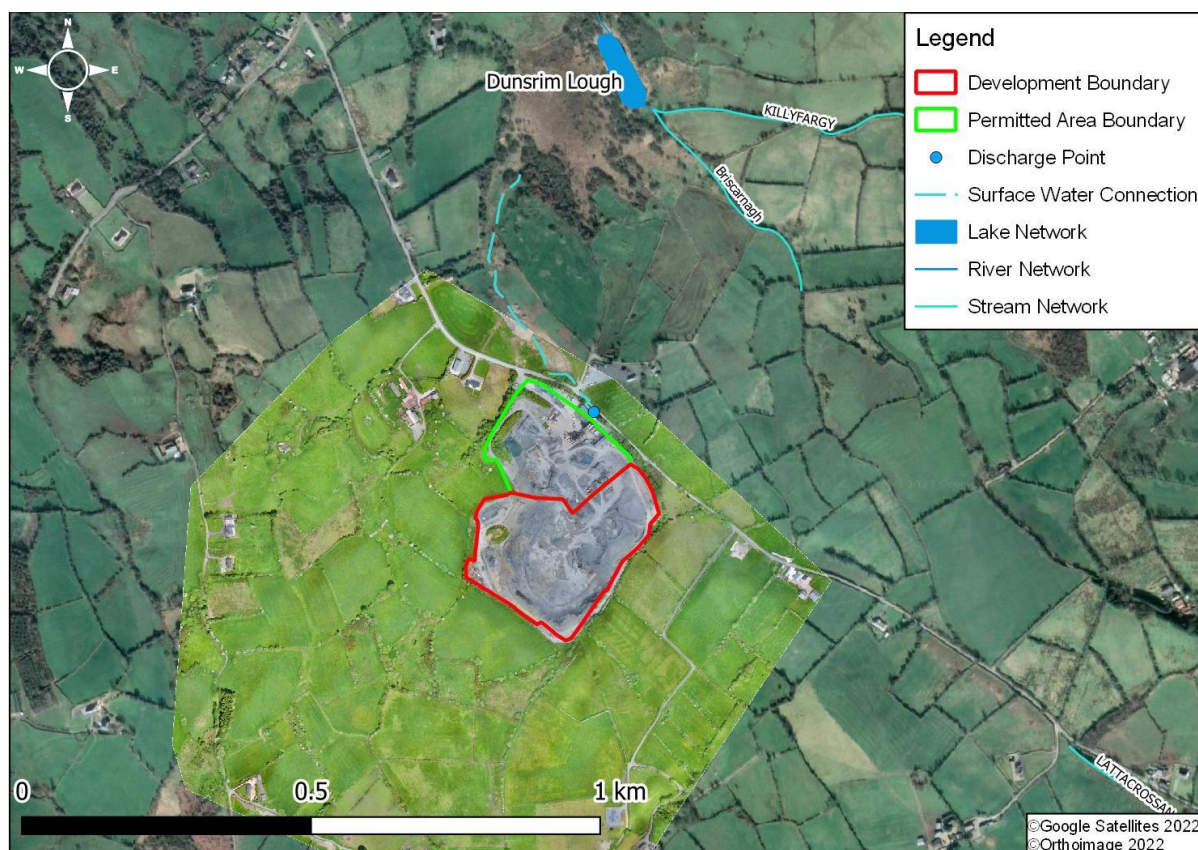 N
W E
S
Dunsrim Lough
KILLYFARGY
Briscarnagh
Legend
Development Boundary
Permitted Area Boundary
Discharge Point
Surface Water Connection
Lake Network
River Network
Stream Network
0 0.5 1 km
LATTACROSSAN
©Google Satellites 2022
©Orthoimage 2022